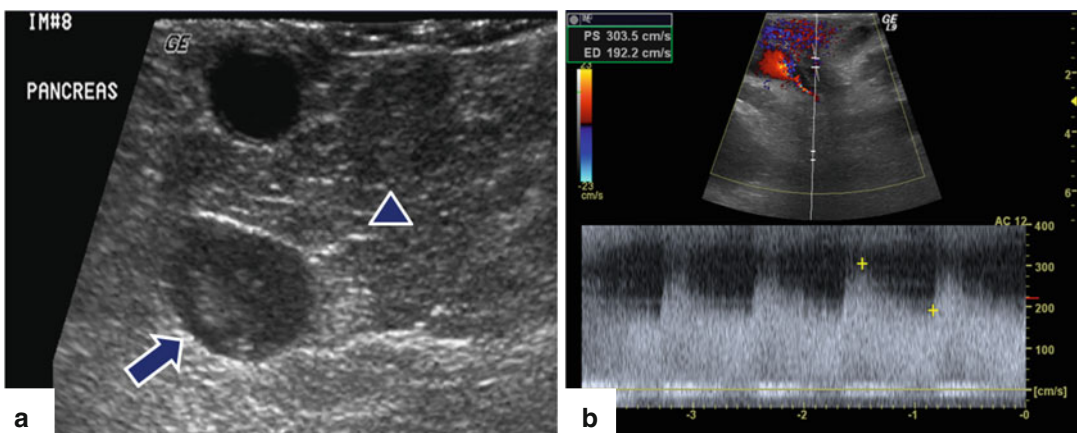 IM#8
GE
PANCREAS
a
PS 303.5 cm/s
ED 192.2 cm/s
GE
L9
23
-23
cm/s
2
4
6
AC 12
400
300
200
100
[cm/s]
-3
-2
-1
-0
b